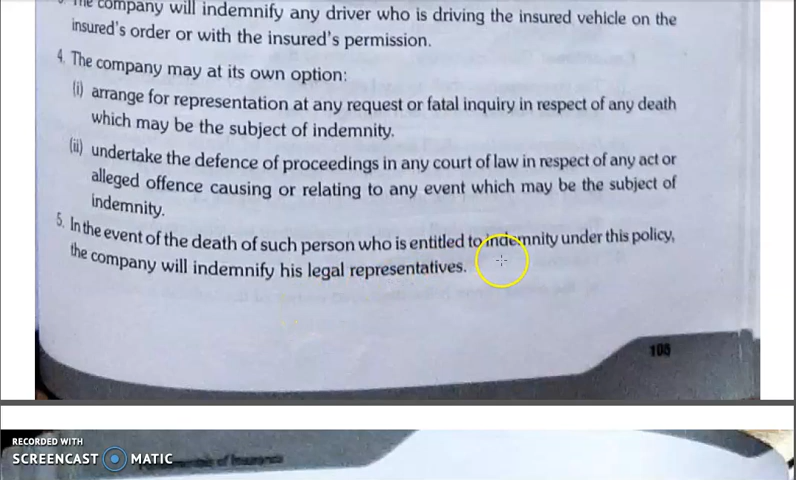 3. The company will indemnify any driver who is driving the insured vehicle on the
insured's order or with the insured's permission.
4. The company may at its own option:
(i) arrange for representation at any request or fatal inquiry in respect of any death
which may be the subject of indemnity.
(ii) undertake the defence of proceedings in any court of law in respect of any act or
alleged offence causing or relating to any event which may be the subject of
indemnity.
5. In the event of the death of such person who is entitled to indemnity under this policy,
the company will indemnify his legal representatives.
105
RECORDED WITH
SCREENCAST MATIC
of Insurance